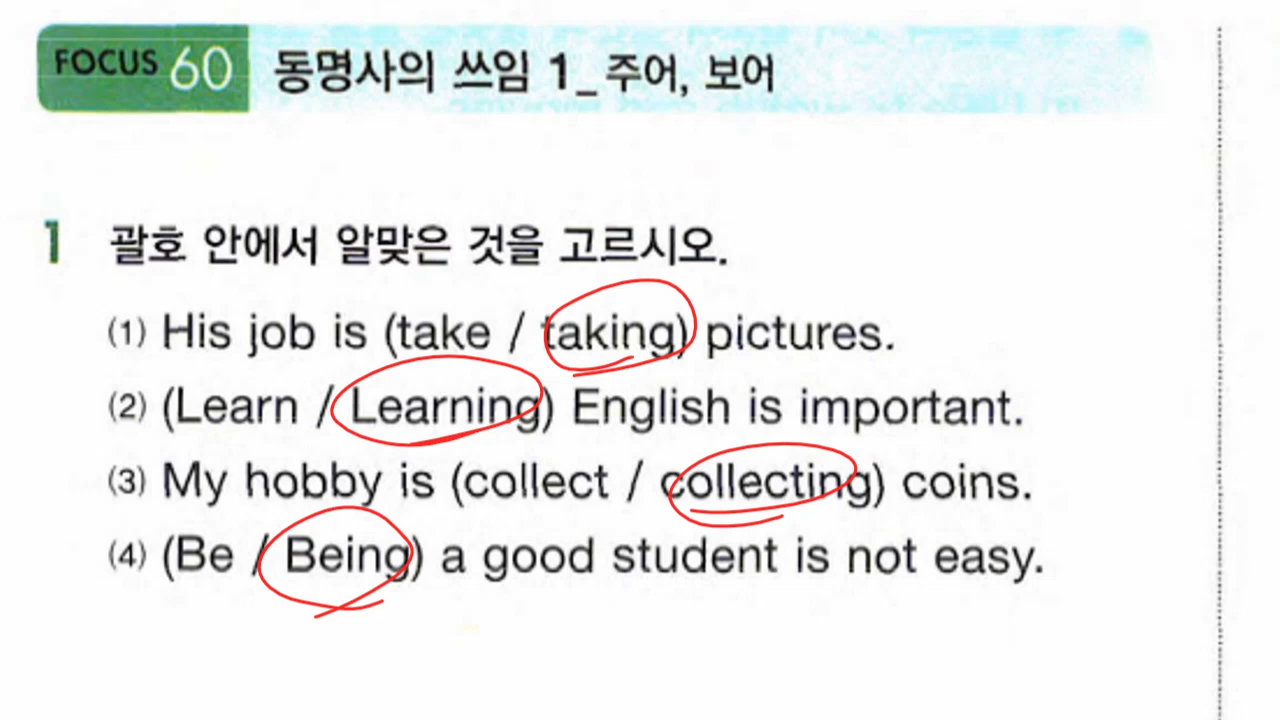 FOCUS 60 동명사의 쓰임 1_ 주어, 보어
1 괄호 안에서 알맞은 것을 고르시오.
(1) His job is (take / taking) pictures.
(2) (Learn / Learning) English is important.
(3) My hobby is (collect / collecting) coins.
(4) (Be / Being) a good student is not easy.